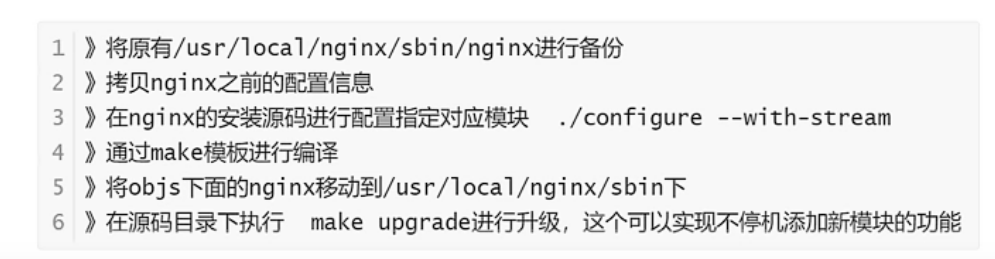 1 》将原有/usr/local/nginx/sbin/nginx进行备份
2 》拷贝nginx之前的配置信息
3 》在nginx的安装源码进行配置指定对应模块  ./configure --with-stream
4 》通过make模板进行编译
5 》将objs下面的nginx移动到/usr/local/nginx/sbin下
6 》在源码目录下执行  make upgrade进行升级，这个可以实现不停机添加新模块的功能